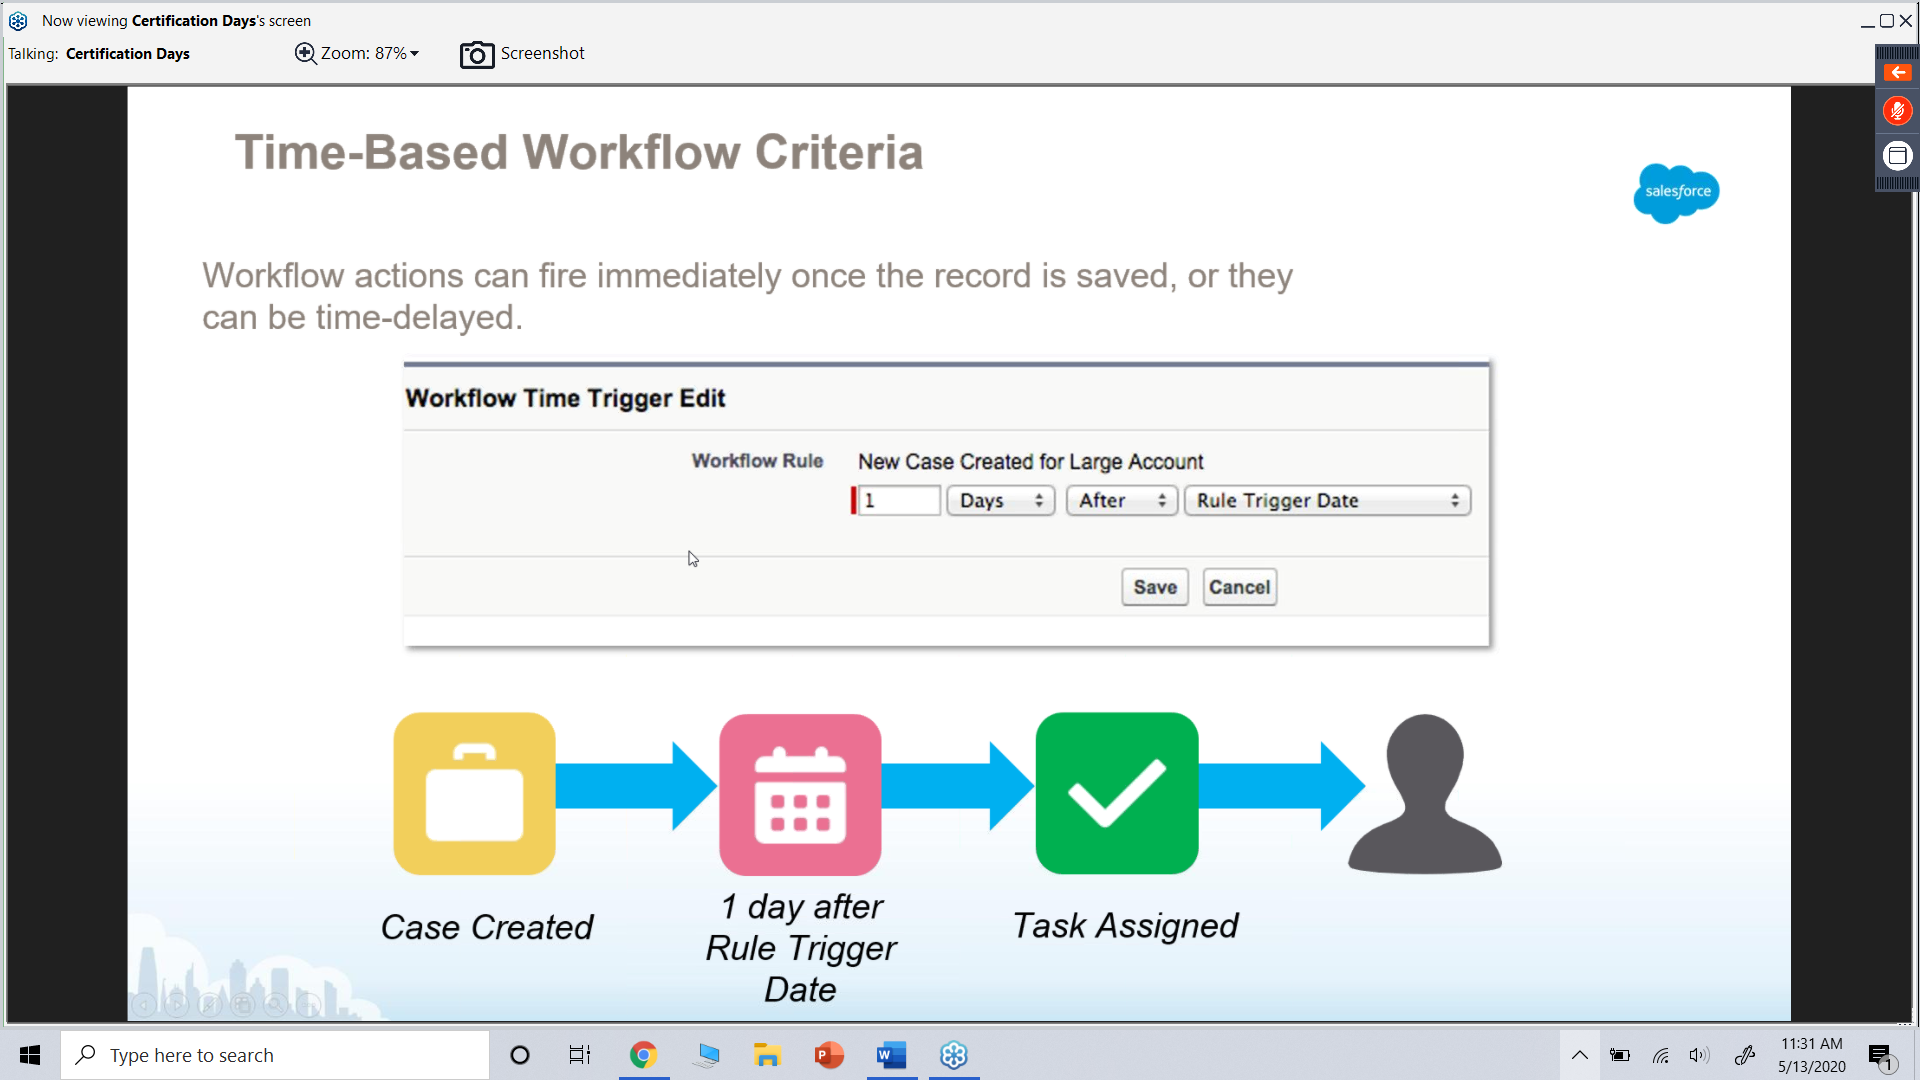 Now viewing Certification Days's screen
Talking: Certification Days
Zoom: 87%
Screenshot
Time-Based Workflow Criteria
salesforce
Workflow actions can fire immediately once the record is saved, or they
can be time-delayed.
Workflow Time Trigger Edit
Workflow Rule New Case Created for Large Account
1 Days After Rule Trigger Date
Save Cancel
Case Created
1 day after
Rule Trigger
Date
Task Assigned
Type here to search
P
W
11:31 AM
5/13/2020
1